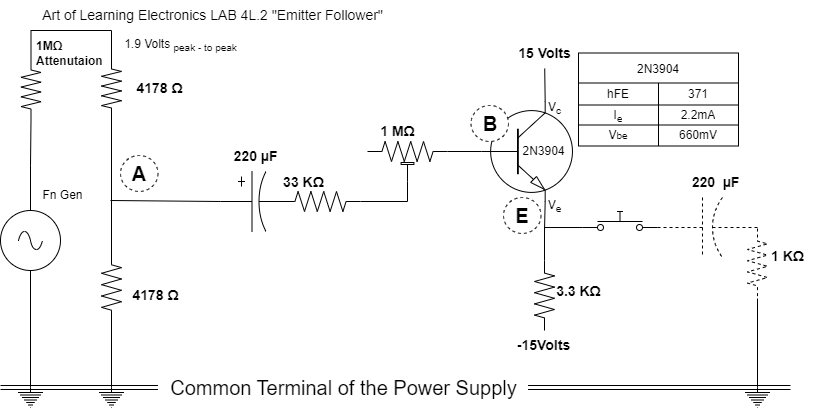 Art of Learning Electronics LAB 4L.2 "Emitter Follower"
1MΩ
Attenutaion
1.9 Volts peak - to peak
4178 Ω
15 Volts
2N3904
hFE 371
Ie 2.2mA
Vbe 660mV
Vc
B
1 MΩ
2N3904
220 µF
+
33 KΩ
A
Fn Gen
220 µF
Ve
E
T
1 KΩ
4178 Ω
3.3 KΩ
-15Volts
Common Terminal of the Power Supply